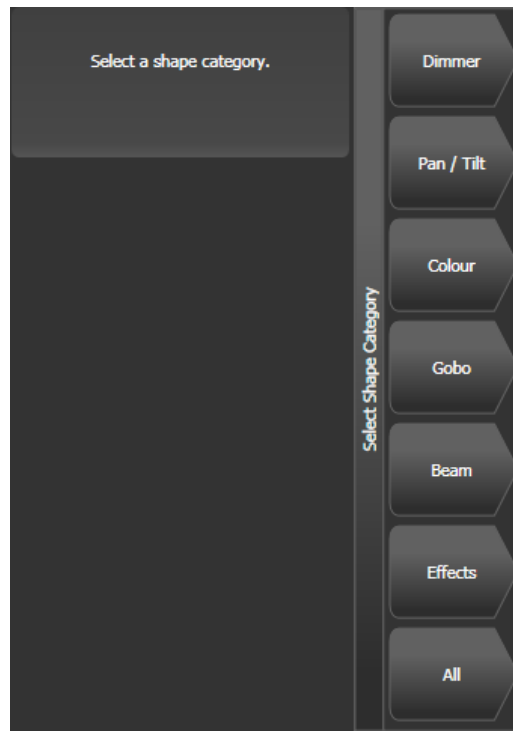 Select a shape category.
Select Shape Category
Dimmer
Pan / Tilt
Colour
Gobo
Beam
Effects
All